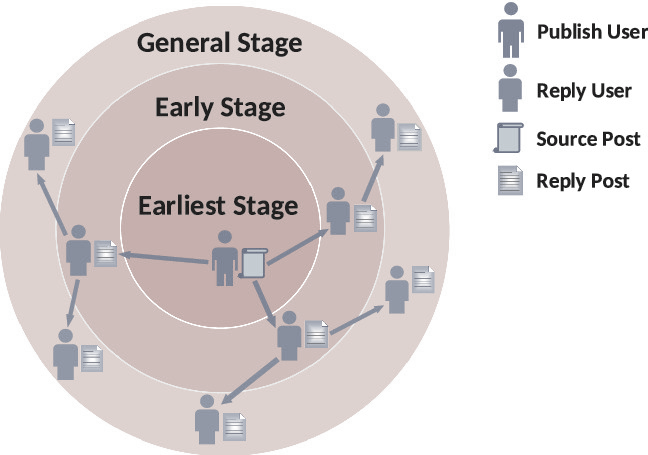 General Stage
Early Stage
Earliest Stage
Publish User
Reply User
Source Post
Reply Post